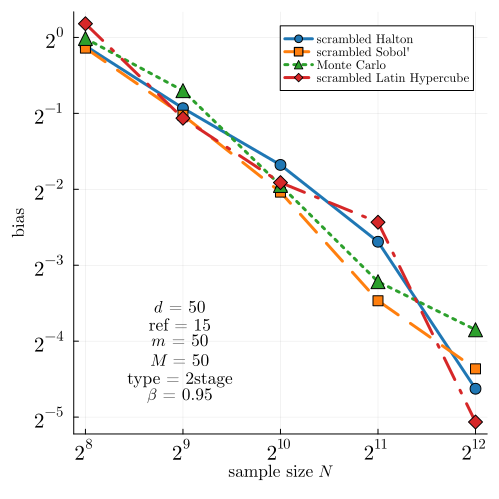 scrambled Halton
scrambled Sobol'
Monte Carlo
scrambled Latin Hypercube
2^0
2^-1
2^-2
2^-3
2^-4
2^-5
bias
d = 50
ref = 15
m = 50
M = 50
type = 2stage
β = 0.95
2^8 2^9 2^10 2^11 2^12
sample size N